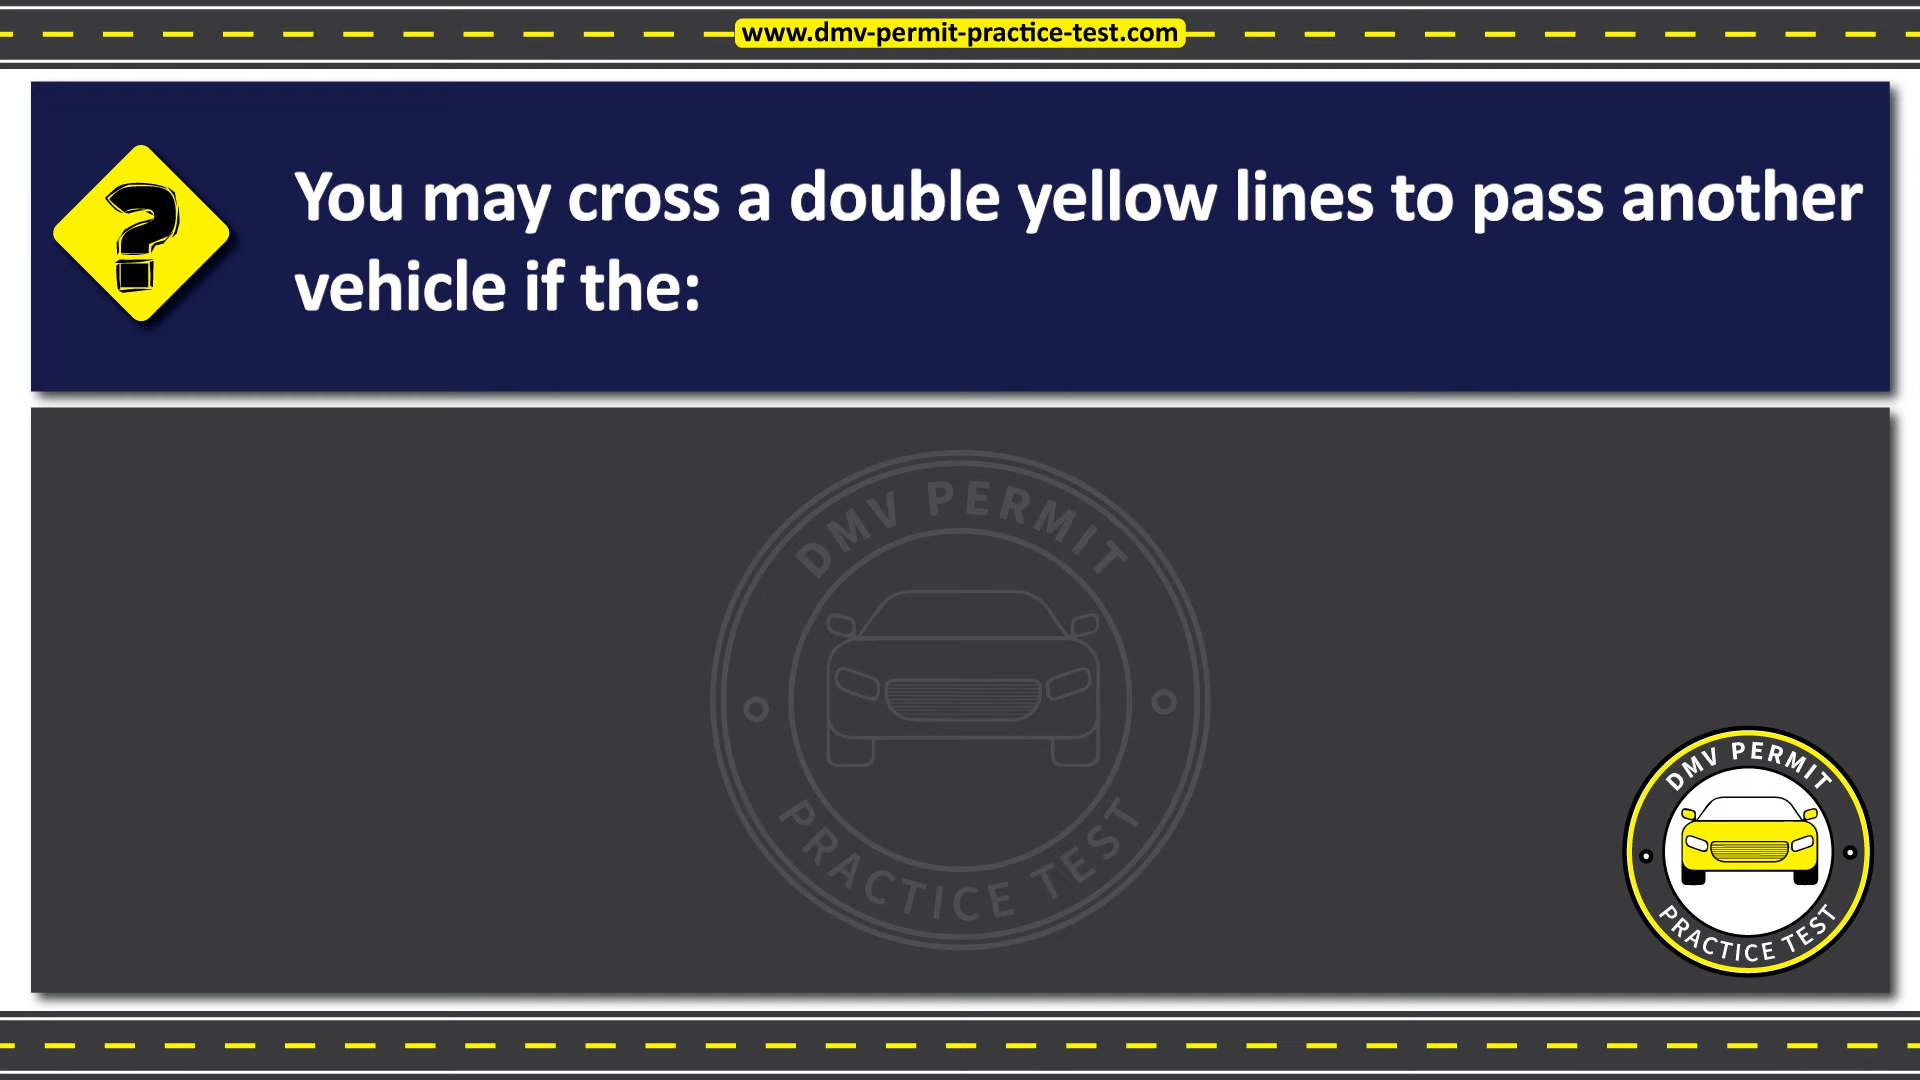 www.dmv-permit-practice-test.com
?
You may cross a double yellow lines to pass another
vehicle if the:
DMV PERMIT
PRACTICE TEST
DMV PERMIT
PRACTICE TEST